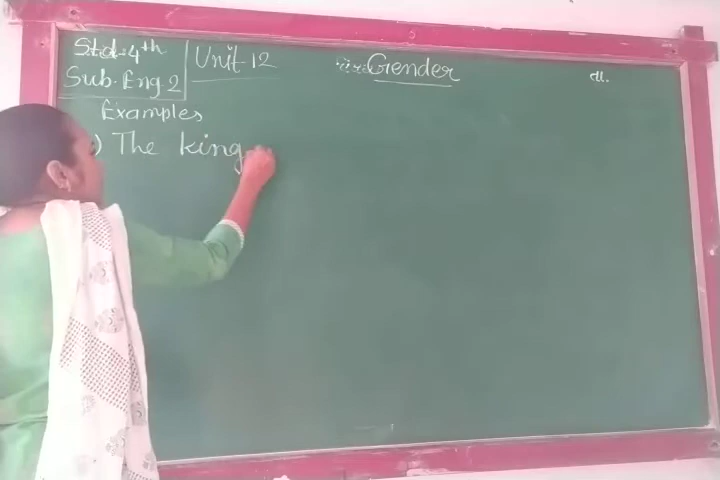 Std. 4th
Sub. Eng 2
Unit-12
Gender
Examples
) The king